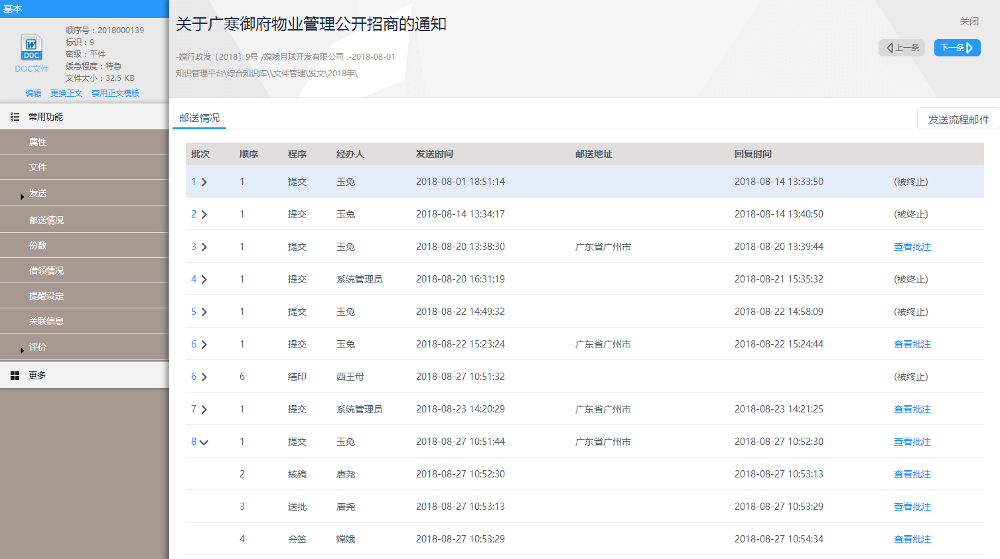 基本
顺序号：2018000139
标识：9
密级：平件
缓急程度：特急
文件大小：32.5 KB
DOC
DOC文件
编辑 更换正文 套用正文模版
常用功能
属性
文件
发送
邮送情况
份数
借领情况
提醒设定
关联信息
评价
更多
关于广寒御府物业管理公开招商的通知
关闭
上一条 下一条
-嫦行政发〔2018〕9号 /嫦娥月球开发有限公司 .-2018-08-01
知识管理平台\综合知识库\\文件管理\发文\2018年\
邮送情况
发送流程邮件
批次 顺序 程序 经办人 发送时间 邮送地址 回复时间
1 1 提交 玉兔 2018-08-01 18:51:14 2018-08-14 13:33:50 (被终止)
2 1 提交 玉兔 2018-08-14 13:34:17 2018-08-14 13:40:50 (被终止)
3 1 提交 玉兔 2018-08-20 13:38:30 广东省广州市 2018-08-20 13:39:44 查看批注
4 1 提交 系统管理员 2018-08-20 16:31:19 2018-08-21 15:35:32 (被终止)
5 1 提交 玉兔 2018-08-22 14:49:32 2018-08-22 14:58:09 (被终止)
6 1 提交 玉兔 2018-08-22 15:23:24 广东省广州市 2018-08-22 15:24:44 查看批注
6 6 缮印 西王母 2018-08-27 10:51:32 (被终止)
7 1 提交 系统管理员 2018-08-23 14:20:29 广东省广州市 2018-08-23 14:21:25 查看批注
8 1 提交 玉兔 2018-08-27 10:51:44 广东省广州市 2018-08-27 10:52:30 查看批注
2 核稿 唐尧 2018-08-27 10:52:30 2018-08-27 10:53:13 查看批注
3 送批 唐尧 2018-08-27 10:53:13 2018-08-27 10:53:29 查看批注
4 会签 嫦娥 2018-08-27 10:53:29 2018-08-27 10:54:34 查看批注